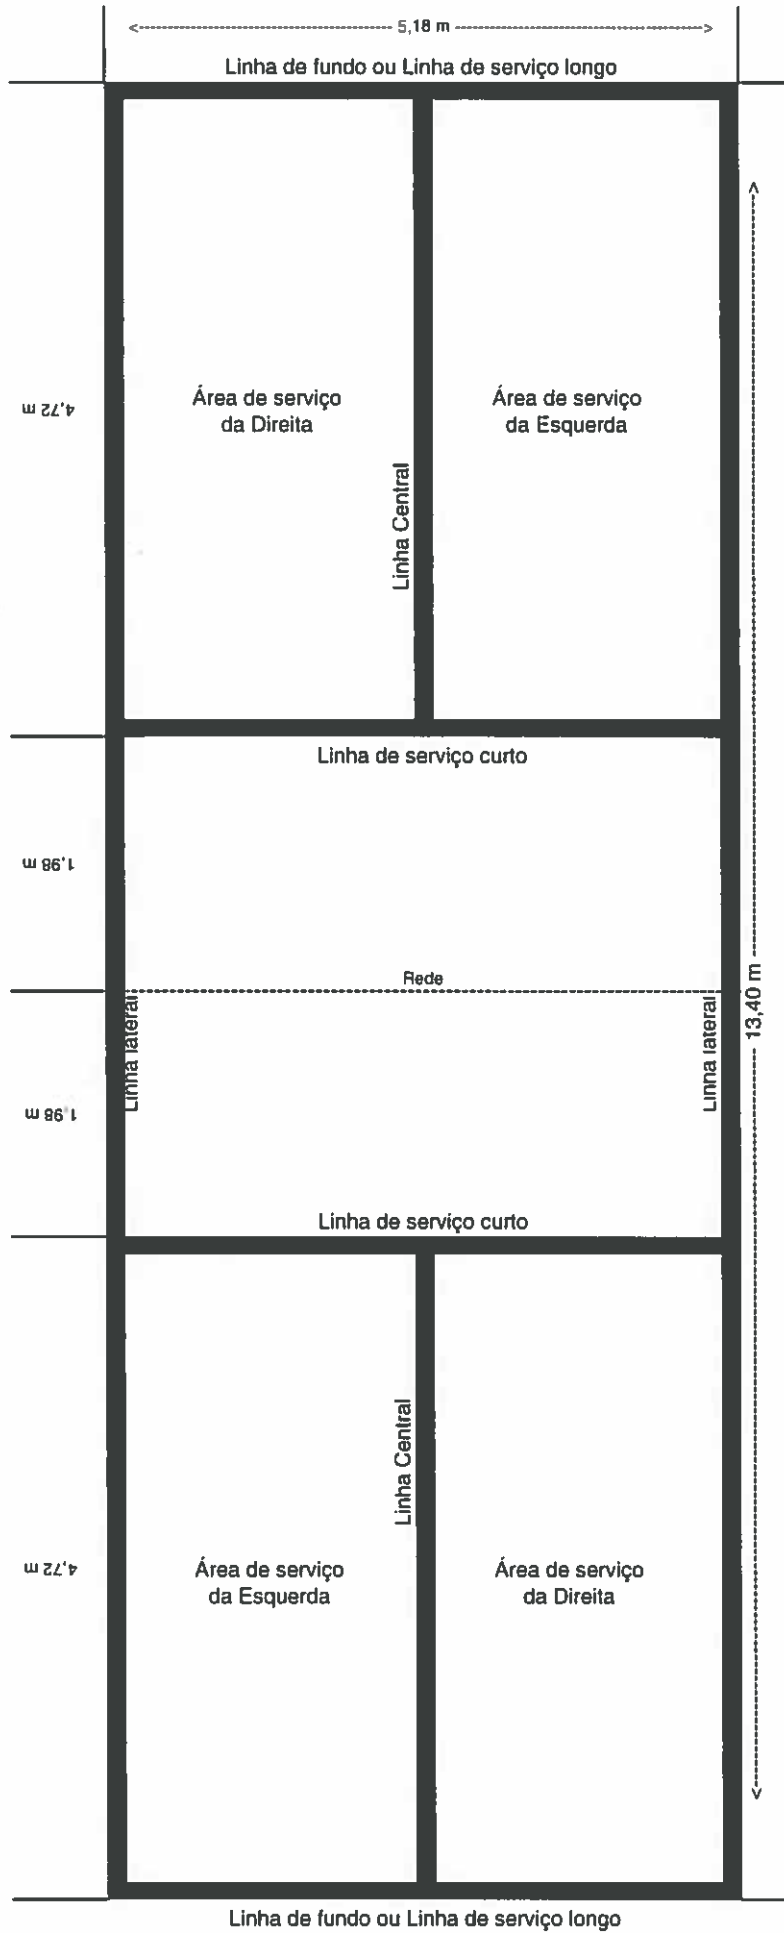 5,18 m
Linha de fundo ou Linha de serviço longo
4,72 m
Área de serviço
da Direita
Área de serviço
da Esquerda
Linha Central
Linha de serviço curto
1,98 m
Rede
Linha lateral
Linha lateral
13,40 m
1,98 m
Linha de serviço curto
Linha Central
4,72 m
Área de serviço
da Esquerda
Área de serviço
da Direita
Linha de fundo ou Linha de serviço longo